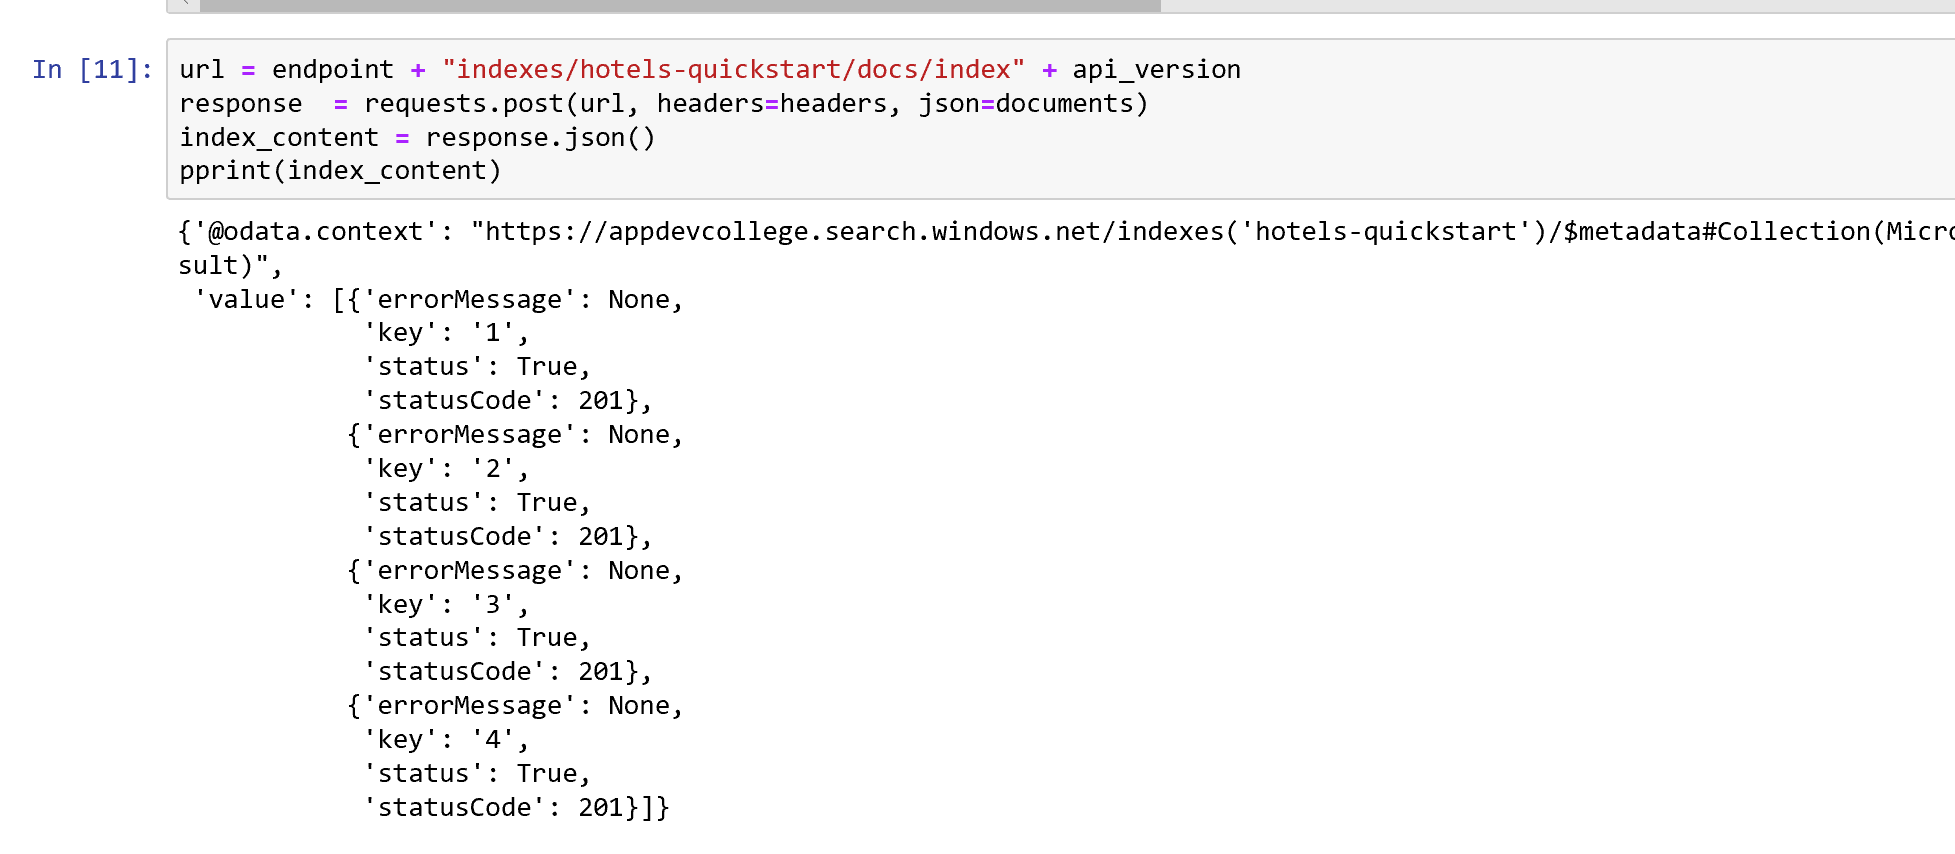 In [11]: url = endpoint + "indexes/hotels-quickstart/docs/index" + api_version
response  = requests.post(url, headers=headers, json=documents)
index_content = response.json()
pprint(index_content)
{'@odata.context': "https://appdevcollege.search.windows.net/indexes('hotels-quickstart')/$metadata#Collection(Micro
sult)",
 'value': [{'errorMessage': None,
            'key': '1',
            'status': True,
            'statusCode': 201},
           {'errorMessage': None,
            'key': '2',
            'status': True,
            'statusCode': 201},
           {'errorMessage': None,
            'key': '3',
            'status': True,
            'statusCode': 201},
           {'errorMessage': None,
            'key': '4',
            'status': True,
            'statusCode': 201}]}